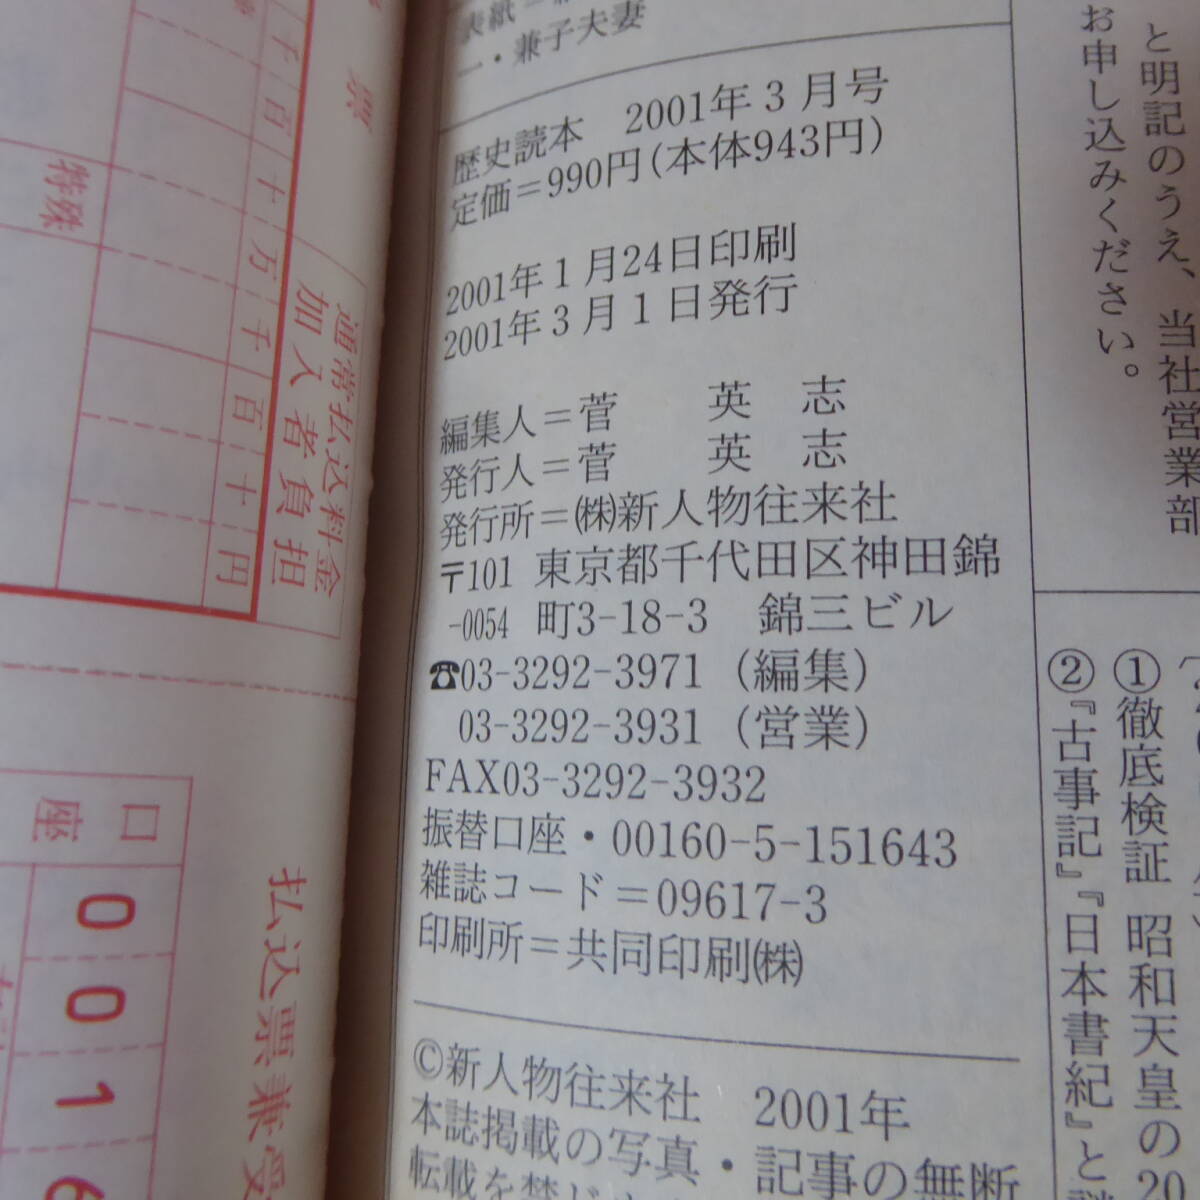 表紙＝
一・兼子夫妻
歴史読本　2001年3月号
定価＝990円(本体943円)
2001年1月24日印刷
2001年3月1日発行
編集人＝菅　英　志
発行人＝菅　英　志
発行所＝㈱新人物往来社
〒101 東京都千代田区神田錦
-0054 町3-18-3　錦三ビル
☎03-3292-3971（編集）
03-3292-3931（営業）
FAX03-3292-3932
振替口座・00160-5-151643
雑誌コード＝09617-3
印刷所＝共同印刷㈱
©新人物往来社　2001年
本誌掲載の写真・記事の無断
転載を禁じ
と明記のうえ、当社営業部
お申し込みください。
①徹底検証　昭和天皇の20
②『古事記』『日本書紀』と
票
千百十万千百十円
特殊
通常払込料金
加入者負担
口座
0016
払込票兼受